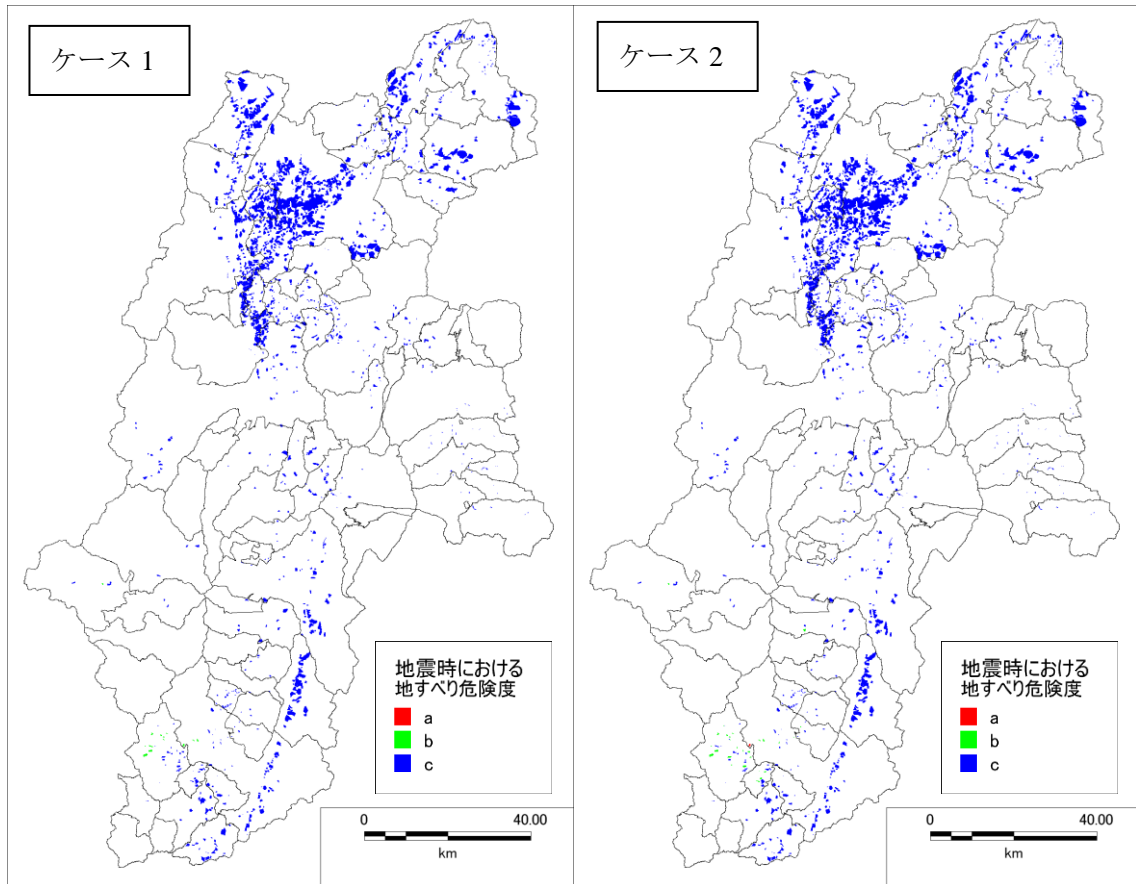 ケース 1
地震時における
地すべり危険度
a
b
c
0 40.00
km
ケース 2
地震時における
地すべり危険度
a
b
c
0 40.00
km